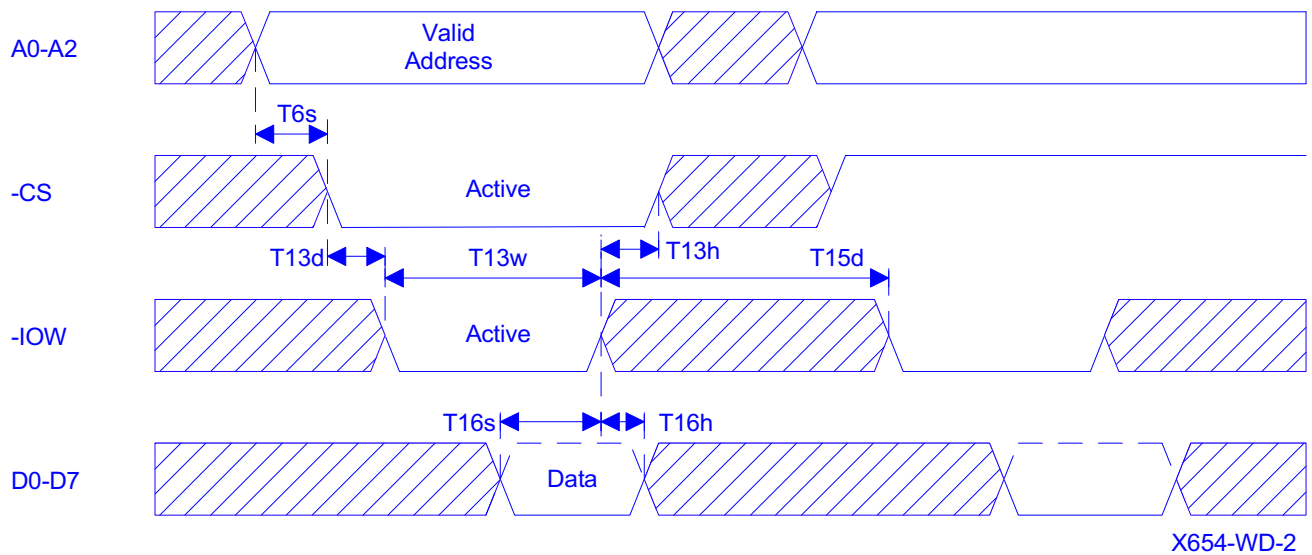 A0-A2
Valid
Address
T6s
-CS
Active
T13d
T13w
T13h
T15d
-IOW
Active
T16s
T16h
D0-D7
Data
X654-WD-2